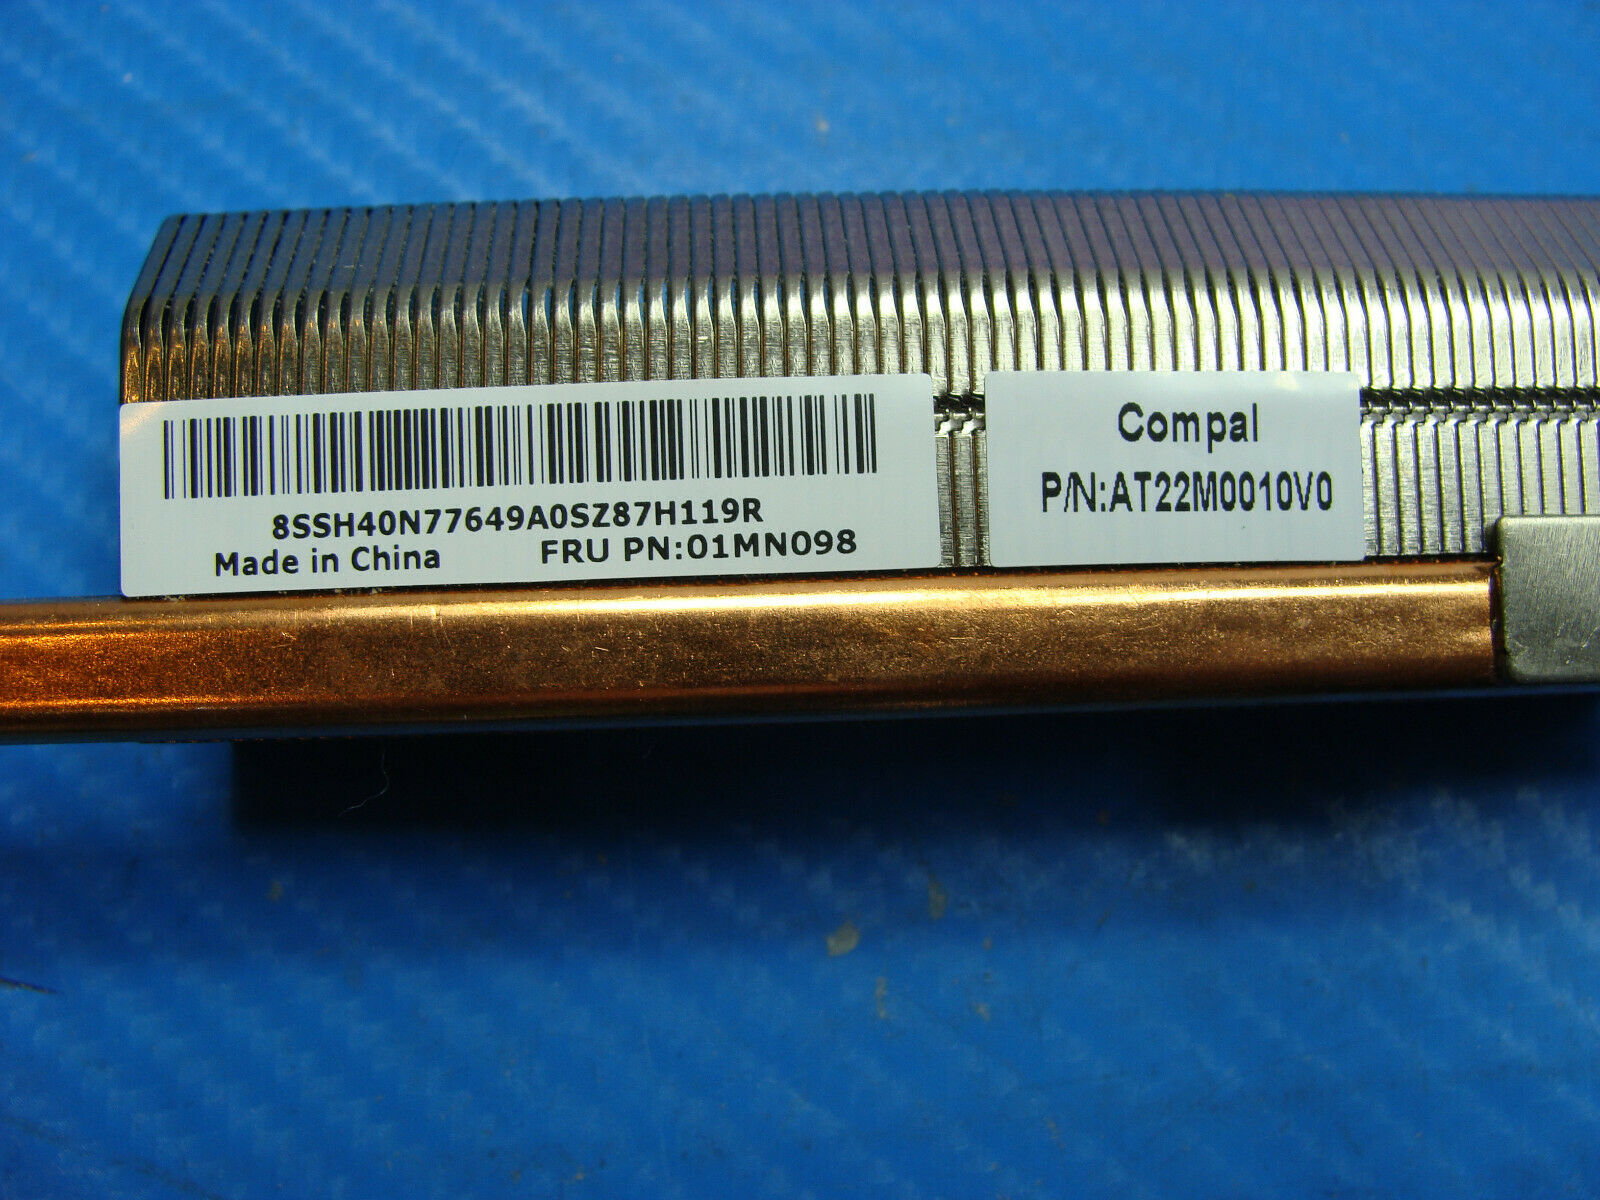 8SSH40N77649A0SZ87H119R
Made in China FRU PN:01MN098
Compal
P/N:AT22M0010V0